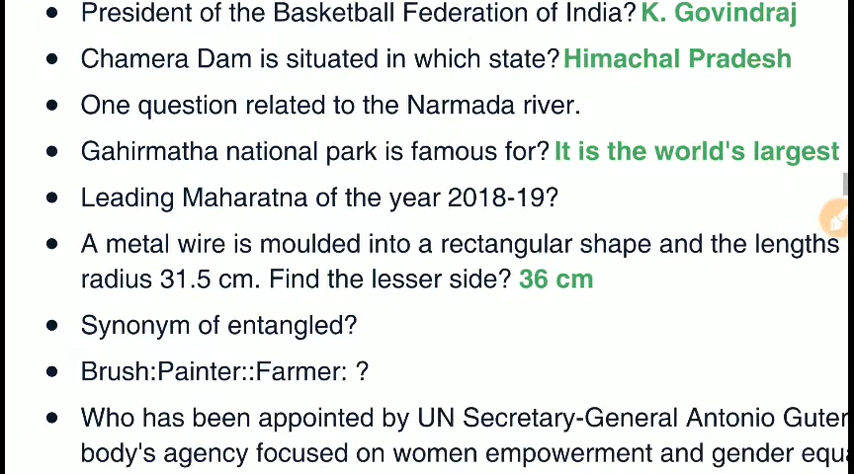 • President of the Basketball Federation of India? K. Govindraj
• Chamera Dam is situated in which state? Himachal Pradesh
• One question related to the Narmada river.
• Gahirmatha national park is famous for? It is the world's largest
• Leading Maharatna of the year 2018-19?
• A metal wire is moulded into a rectangular shape and the lengths
radius 31.5 cm. Find the lesser side? 36 cm
• Synonym of entangled?
• Brush:Painter::Farmer: ?
• Who has been appointed by UN Secretary-General Antonio Guter
body's agency focused on women empowerment and gender equa